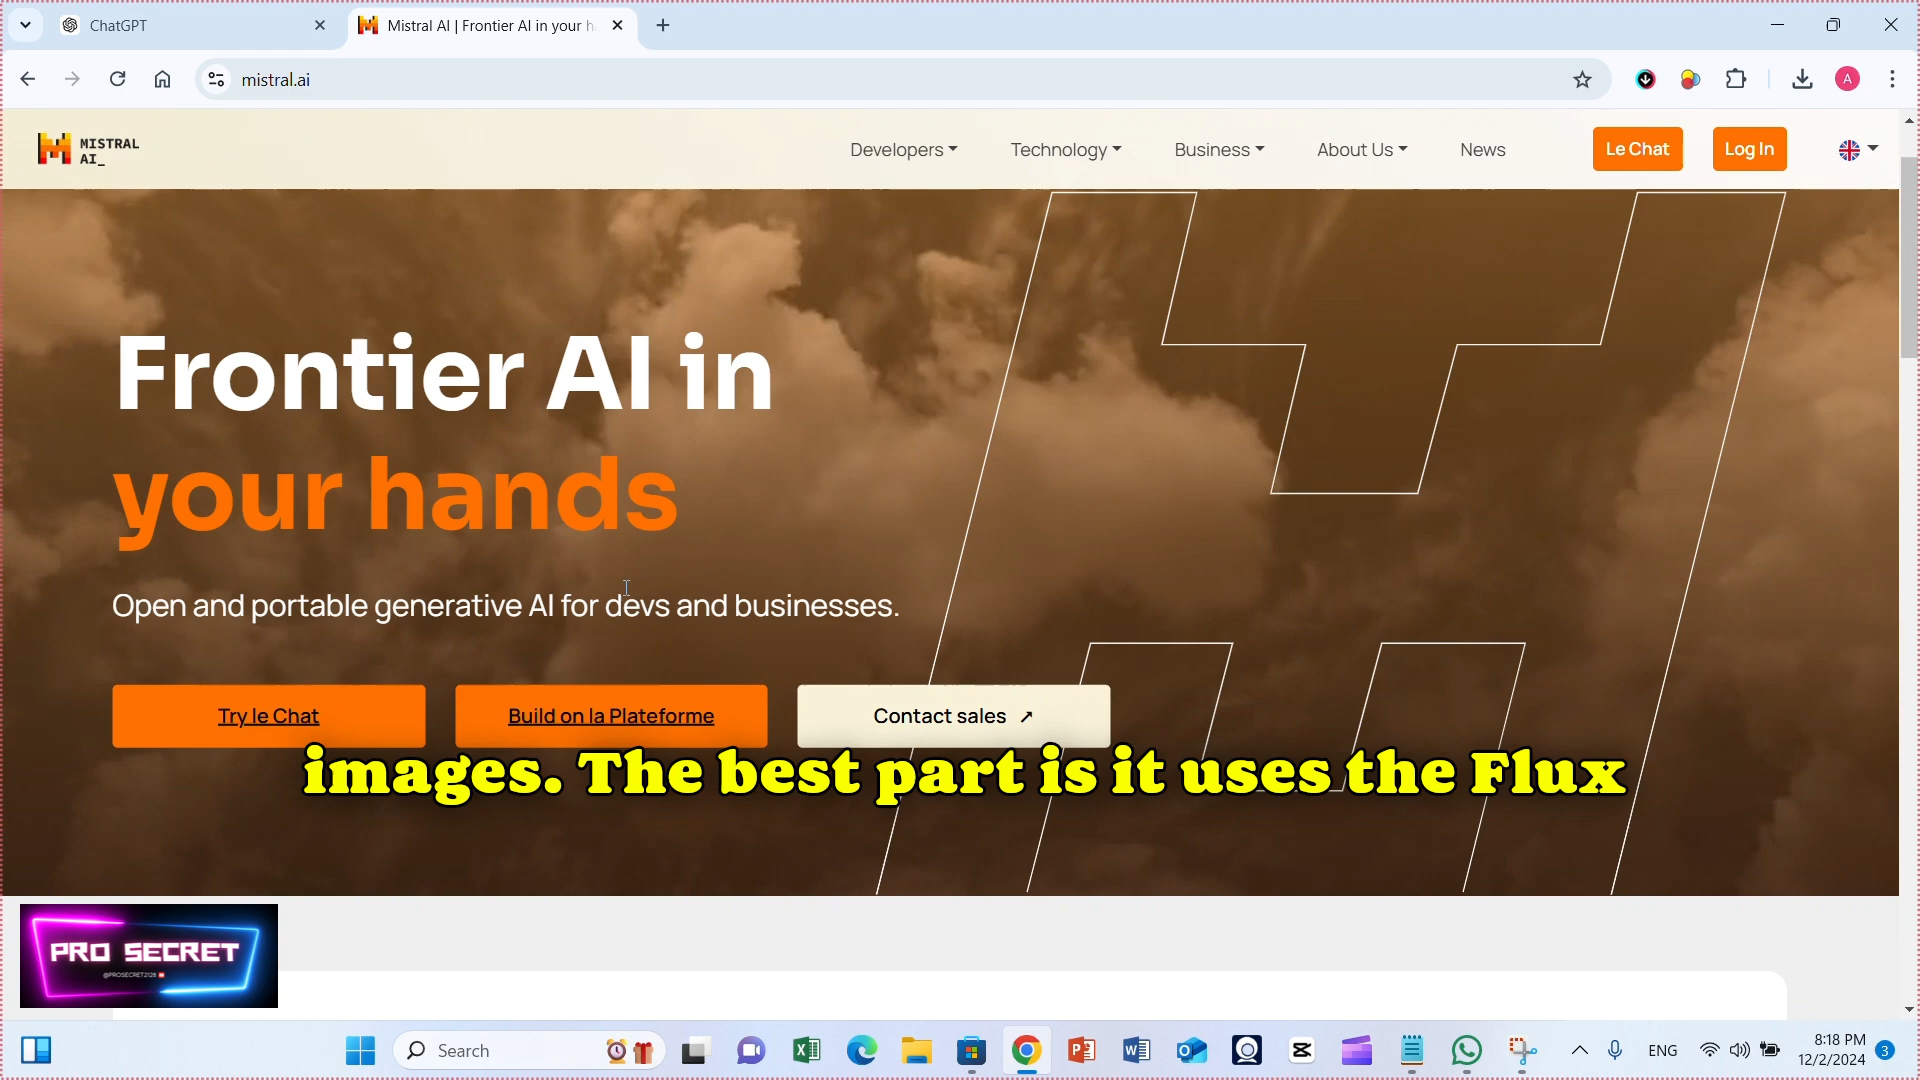 ChatGPT
Mistral AI | Frontier AI in your h
mistral.ai
A
MISTRAL
AI_
Developers
Technology
Business
About Us
News
Le Chat
Log In
Frontier AI in
your hands
Open and portable generative AI for devs and businesses.
Try le Chat
Build on la Plateforme
Contact sales ↗
images. The best part is it uses the Flux
PRO SECRET
@PROSECRET2128
Search
ENG
8:18 PM
12/2/2024
3